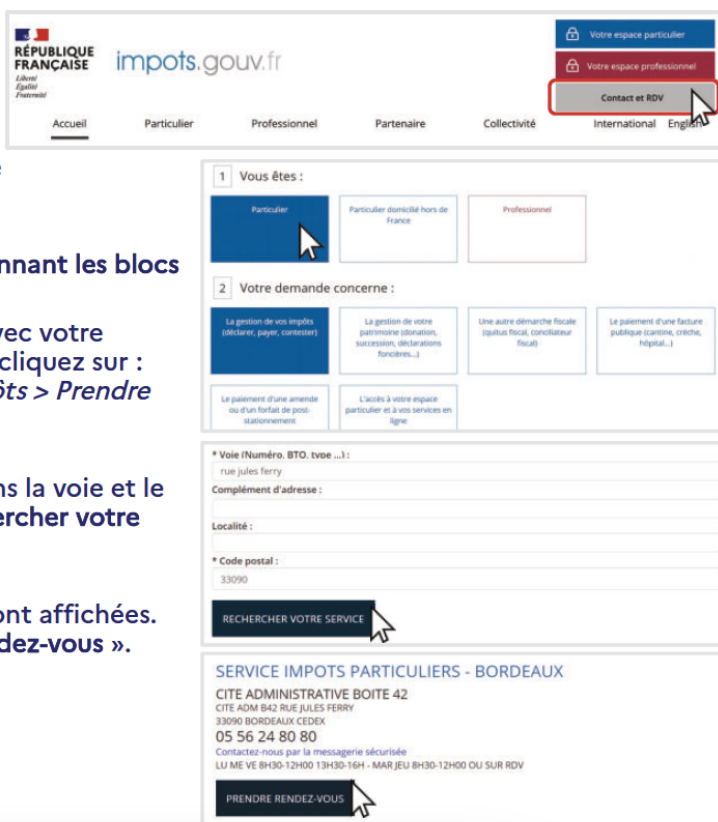 RÉPUBLIQUE
FRANÇAISE
Liberté
Égalité
Fraternité
impots.gouv.fr
Votre espace particulier
Votre espace professionnel
Contact et RDV
Accueil Particulier Professionnel Partenaire Collectivité International English
nnant les blocs
vec votre
cliquez sur :
ôts > Prendre
ns la voie et le
ercher votre
ont affichées.
dez-vous ».
1 Vous êtes :
Particulier
Particulier domicilié hors de
France
Professionnel
2 Votre demande concerne :
La gestion de vos impôts
(déclarer, payer, contester)
La gestion de votre
patrimoine (donation,
succession, déclarations
foncières...)
Une autre démarche fiscale
(quitus fiscal, conciliateur
fiscal)
Le paiement d'une facture
publique (cantine, crèche,
hôpital...)
Le paiement d'une amende
ou d'un forfait de post-
stationnement
L'accès à votre espace
particulier et à vos services en
ligne
* Voie (Numéro, BTQ, type ...) :
rue jules ferry
Complément d'adresse :
Localité :
* Code postal :
33090
RECHERCHER VOTRE SERVICE
SERVICE IMPOTS PARTICULIERS - BORDEAUX
CITE ADMINISTRATIVE BOITE 42
CITE ADM B42 RUE JULES FERRY
33090 BORDEAUX CEDEX
05 56 24 80 80
Contactez-nous par la messagerie sécurisée
LU ME VE 8H30-12H00 13H30-16H - MAR JEU 8H30-12H00 OU SUR RDV
PRENDRE RENDEZ-VOUS